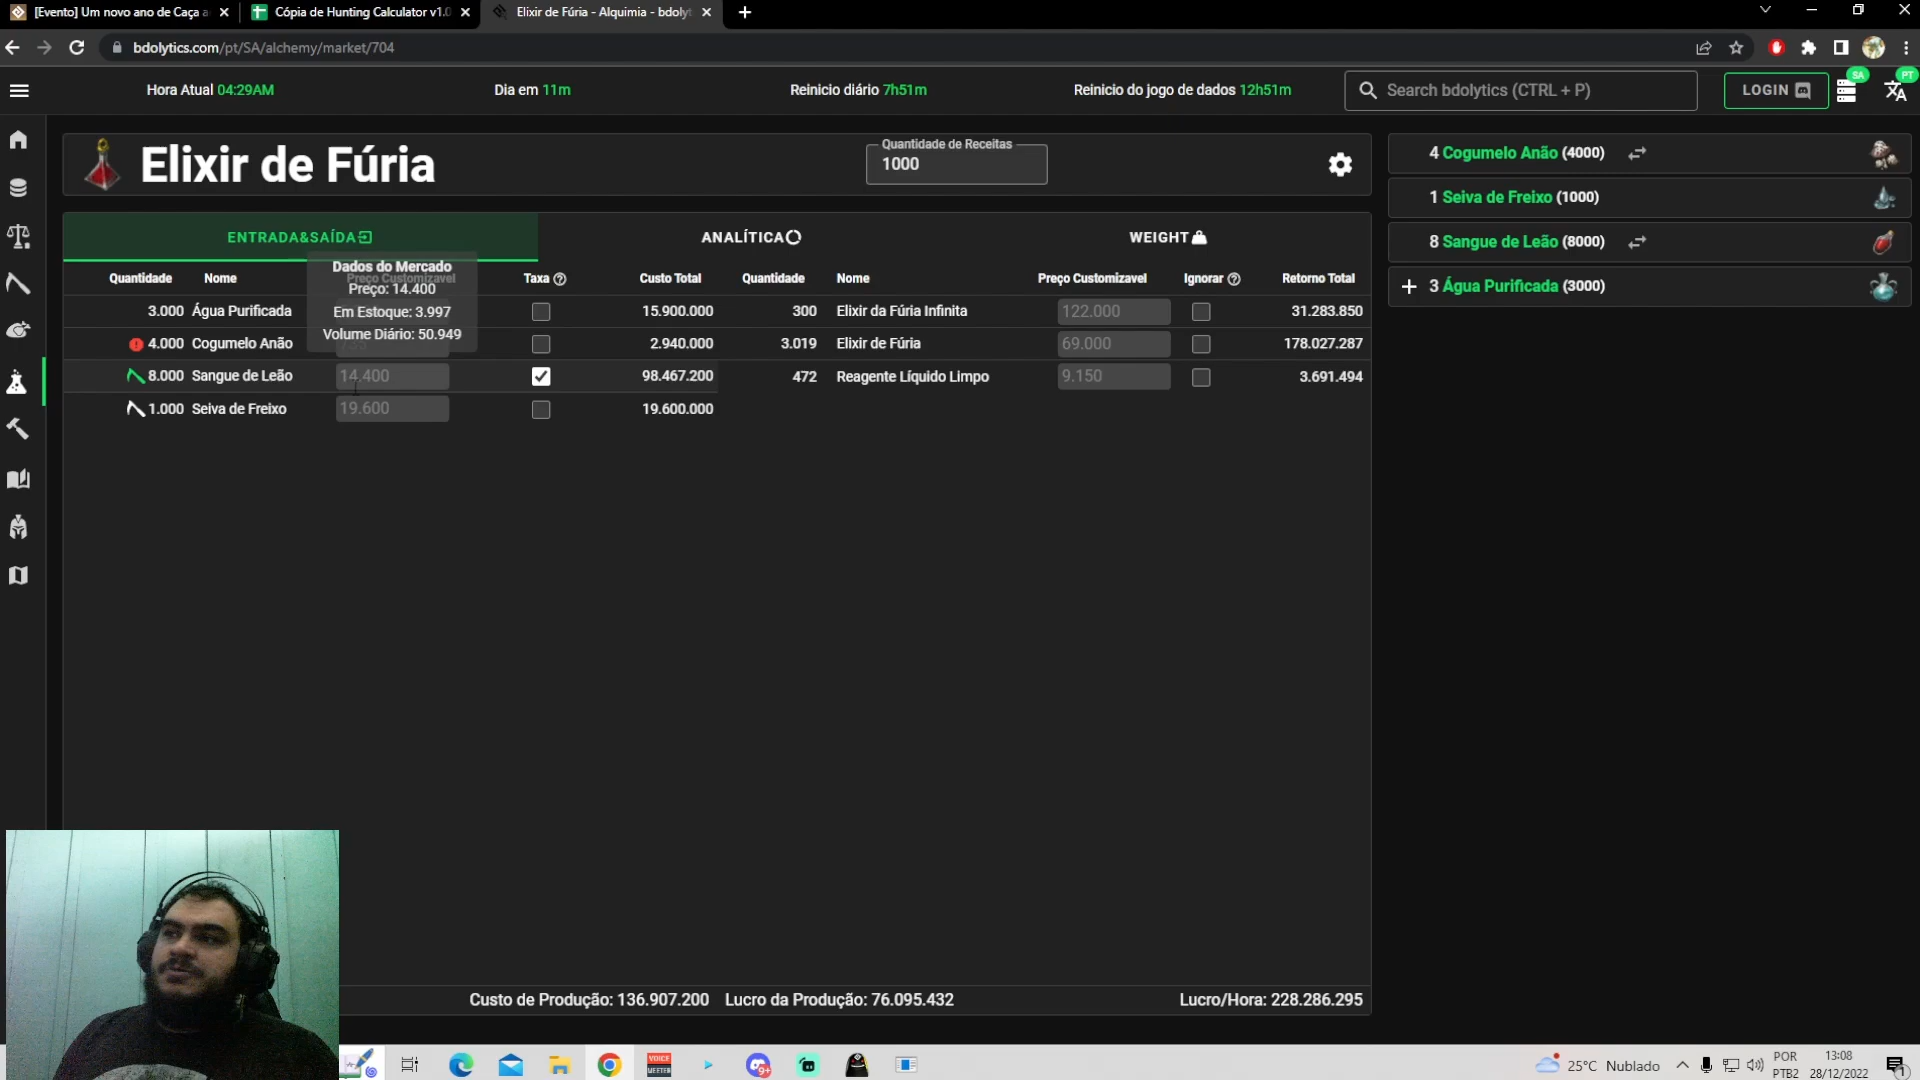 [Evento] Um novo ano de Caça a
Cópia de Hunting Calculator v1.0
Elixir de Fúria - Alquimia - bdolyt
bdolytics.com/pt/SA/alchemy/market/704
Hora Atual 04:29AM
Dia em 11m
Reinicio diário 7h51m
Reinicio do jogo de dados 12h51m
Search bdolytics (CTRL + P)
LOGIN
SA
PT
Elixir de Fúria
Quantidade de Receitas
1000
ENTRADA&SAÍDA
ANALÍTICA
WEIGHT
Quantidade Nome Preço Customizavel Taxa Custo Total Quantidade Nome Preço Customizavel Ignorar Retorno Total
Dados do Mercado
Preço: 14.400
Em Estoque: 3.997
Volume Diário: 50.949
3.000 Água Purificada 15.900.000 300 Elixir da Fúria Infinita 122.000 31.283.850
4.000 Cogumelo Anão 2.940.000 3.019 Elixir de Fúria 69.000 178.027.287
8.000 Sangue de Leão 14.400 98.467.200 472 Reagente Líquido Limpo 9.150 3.691.494
1.000 Seiva de Freixo 19.600 19.600.000
Custo de Produção: 136.907.200 Lucro da Produção: 76.095.432 Lucro/Hora: 228.286.295
4 Cogumelo Anão (4000)
1 Seiva de Freixo (1000)
8 Sangue de Leão (8000)
3 Água Purificada (3000)
VOICE
MEETER
9+
25°C Nublado
POR
PTB2
13:08
28/12/2022
1